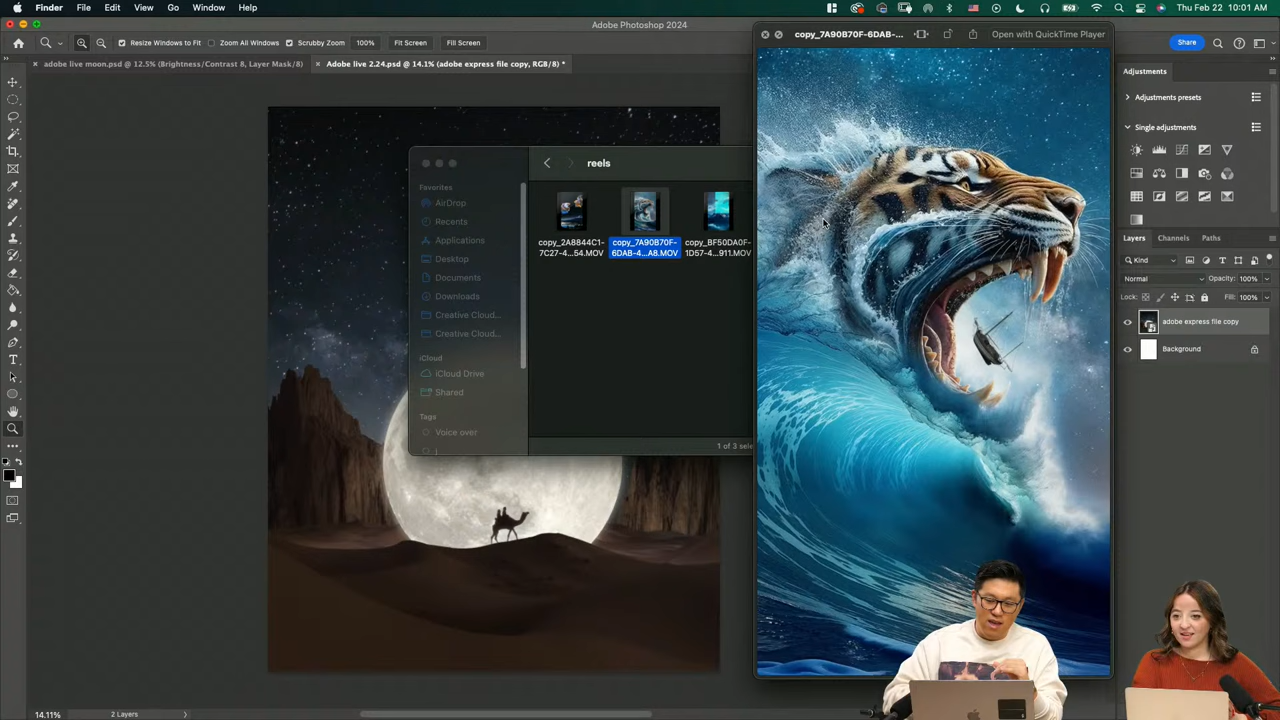 Finder File Edit View Go Window Help
Thu Feb 22 10:01 AM
Adobe Photoshop 2024
Resize Windows to Fit Zoom All Windows Scrubby Zoom 100% Fit Screen Fill Screen
Share
adobe live moon.psd @ 12.5% (Brightness/Contrast 8, Layer Mask/8)
Adobe live 2.24.psd @ 14.1% (adobe express file copy, RGB/8) *
copy_7A90B70F-6DAB-...
Open with QuickTime Player
reels
Favorites
AirDrop
Recents
Applications
Desktop
Documents
Downloads
Creative Cloud...
Creative Cloud...
iCloud
iCloud Drive
Shared
Tags
Voice over
copy_2A8844C1-
7C27-4...54.MOV
copy_7A90B70F-
6DAB-4...A8.MOV
copy_BF50DA0F-
1D57-4...911.MOV
1 of 3 sele
Adjustments
Adjustments presets
Single adjustments
Layers Channels Paths
Kind
Normal Opacity: 100%
Lock: Fill: 100%
adobe express file copy
Background
14.11% 2 Layers